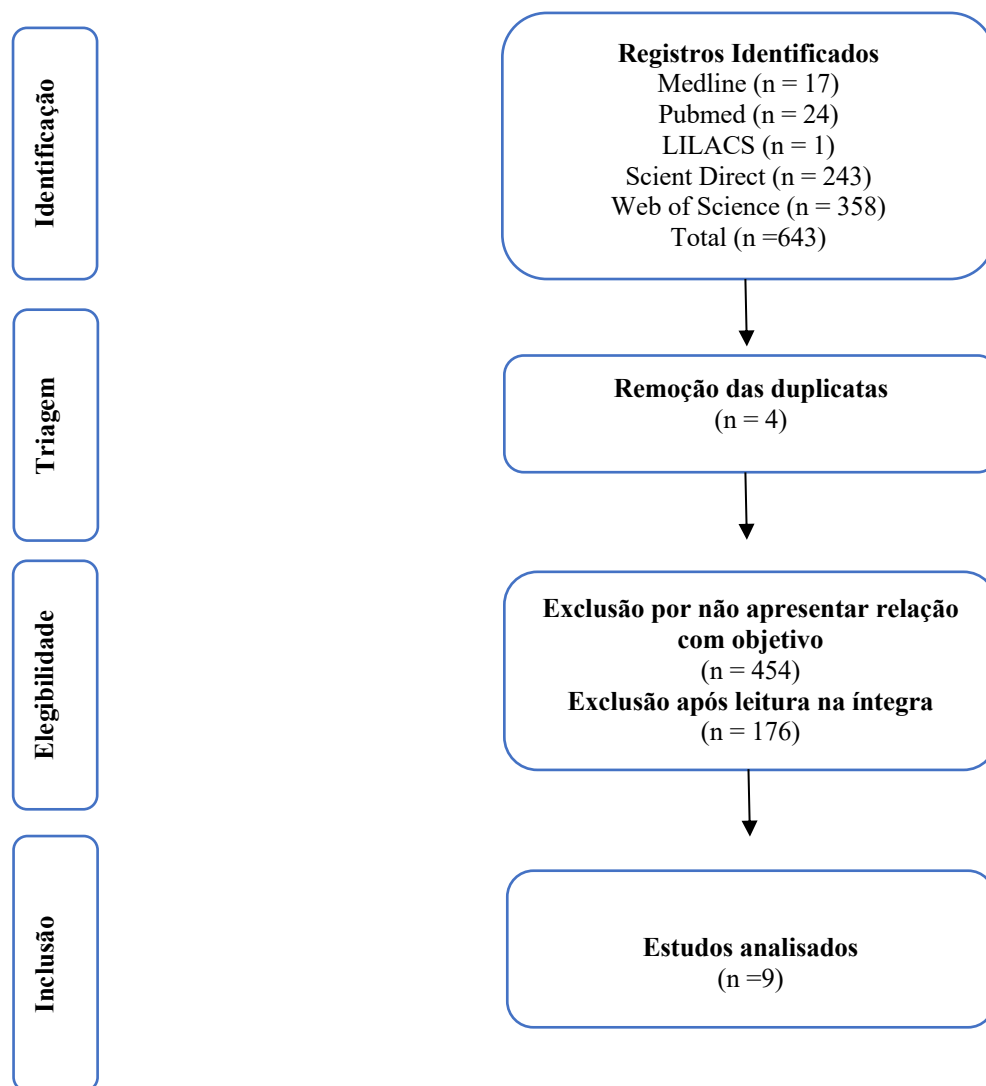 Identificação
Registros Identificados
Medline (n = 17)
Pubmed (n = 24)
LILACS (n = 1)
Scient Direct (n = 243)
Web of Science (n = 358)
Total (n =643)
Triagem
Remoção das duplicatas
(n = 4)
Elegibilidade
Exclusão por não apresentar relação
com objetivo
(n = 454)
Exclusão após leitura na íntegra
(n = 176)
Inclusão
Estudos analisados
(n =9)